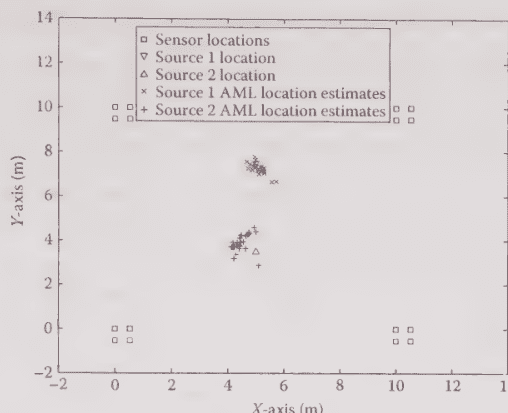 14
12
10
8
6
4
2
0
−2
Y-axis (m)
Sensor locations
Source 1 location
Source 2 location
Source 1 AML location estimates
Source 2 AML location estimates
−2
0
2
4
6
8
10
12
X-axis (m)